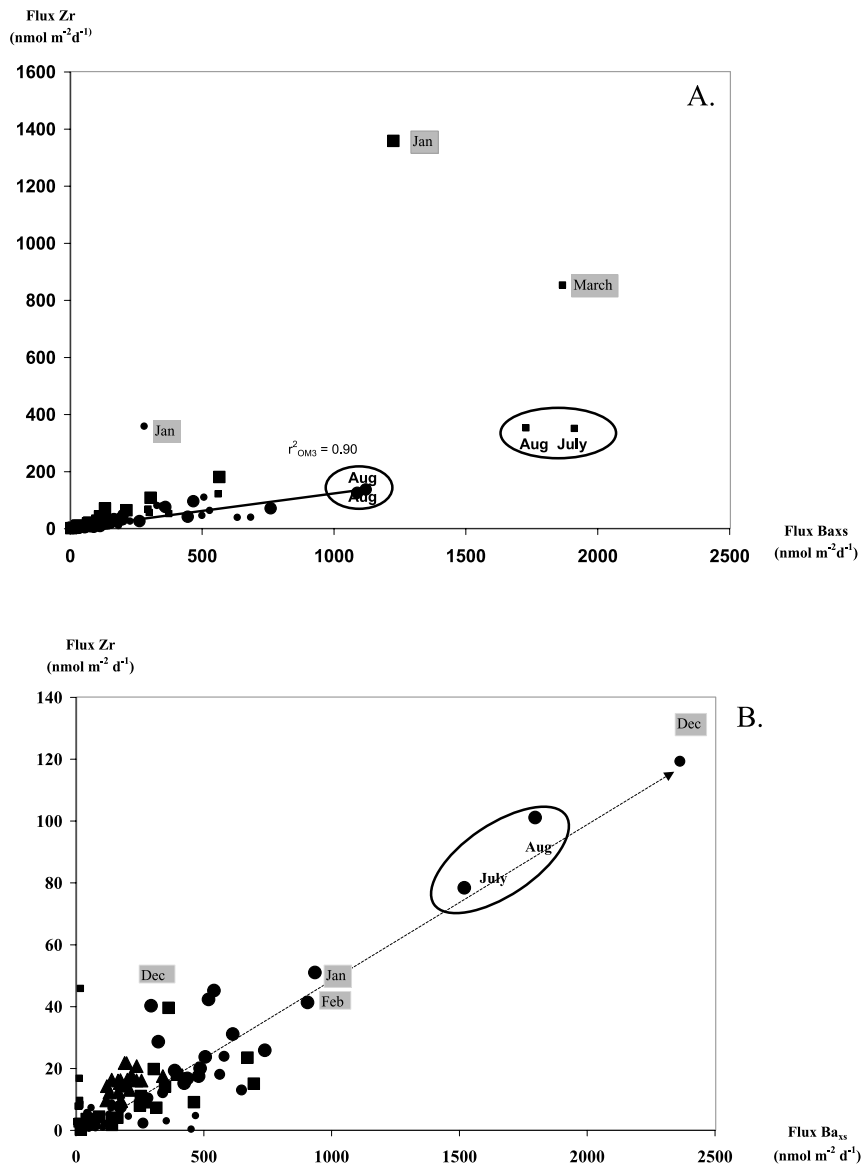 Flux Zr
(nmol m-2d-1)
A.
1600
1400
1200
1000
800
600
400
200
0
Jan
March
Jan
r2OM3 = 0.90
Aug
Aug
Aug July
0 500 1000 1500 2000 2500
Flux Baxs
(nmol m-2d-1)
Flux Zr
(nmol m-2 d-1)
B.
140
120
100
80
60
40
20
0
Dec
Aug
July
Dec
Jan
Feb
0 500 1000 1500 2000 2500
Flux Baxs
(nmol m-2 d-1)